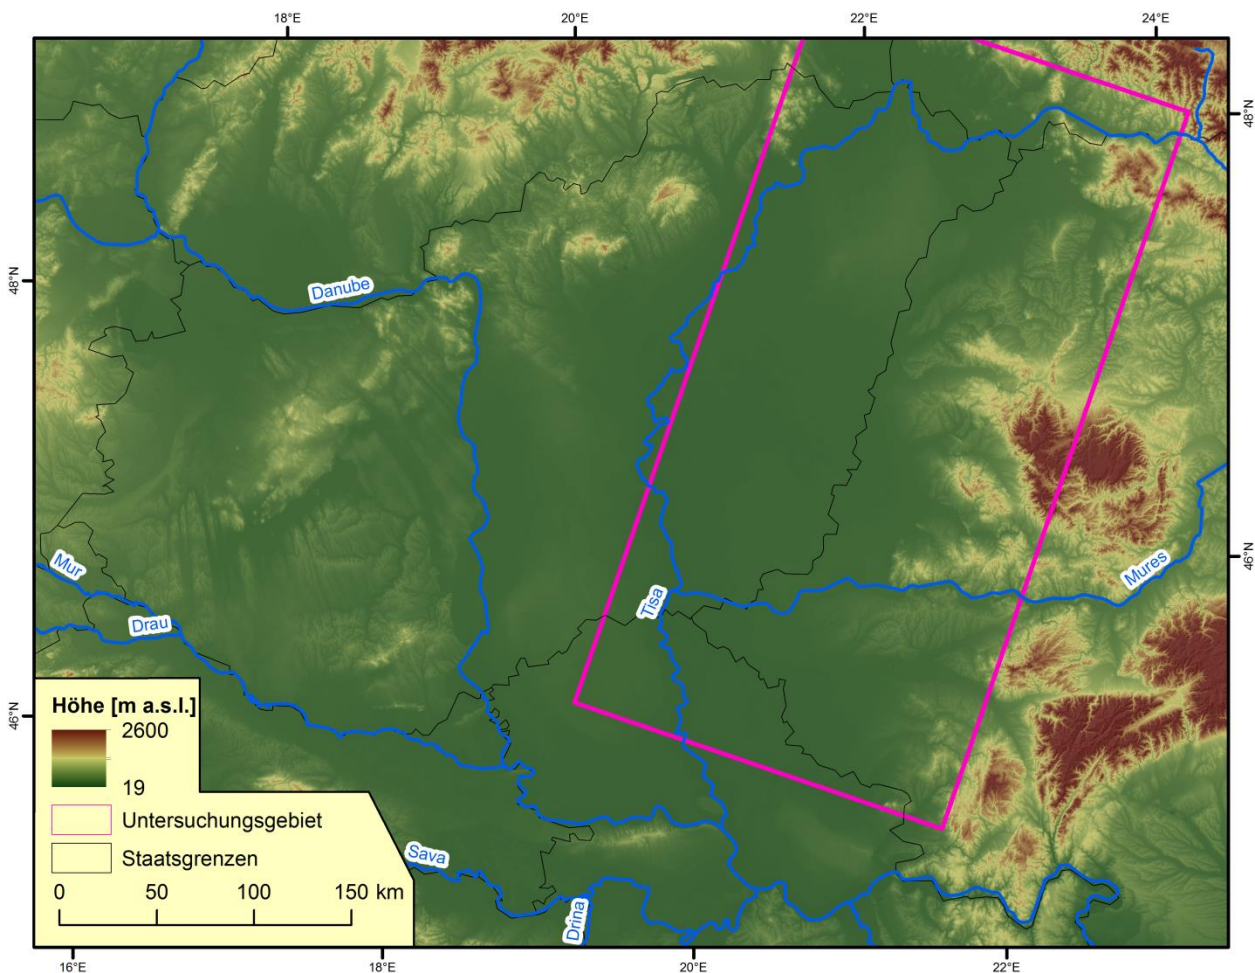 18°E 20°E 22°E 24°E
48°N
48°N
Danube
46°N
Mures
Mur
Tisa
Drau
46°N
Höhe [m a.s.l.]
2600
19
Untersuchungsgebiet
Staatsgrenzen
0 50 100 150 km
Sava
Drina
16°E 18°E 20°E 22°E